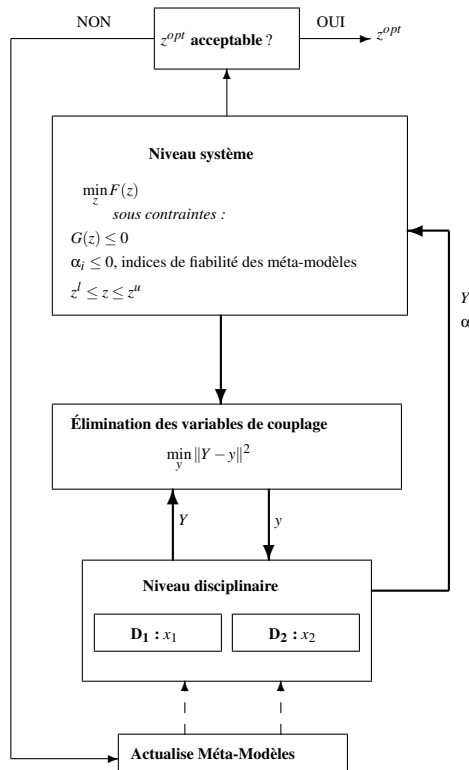 NON
z^opt acceptable ?
OUI
z^opt
Niveau système
min F(z)
z
sous contraintes :
G(z) ≤ 0
α_i ≤ 0, indices de fiabilité des méta-modèles
z^l ≤ z ≤ z^u
Y
α
Élimination des variables de couplage
min ‖Y − y‖²
y
Y
y
Niveau disciplinaire
D₁ : x₁
D₂ : x₂
Actualise Méta-Modèles